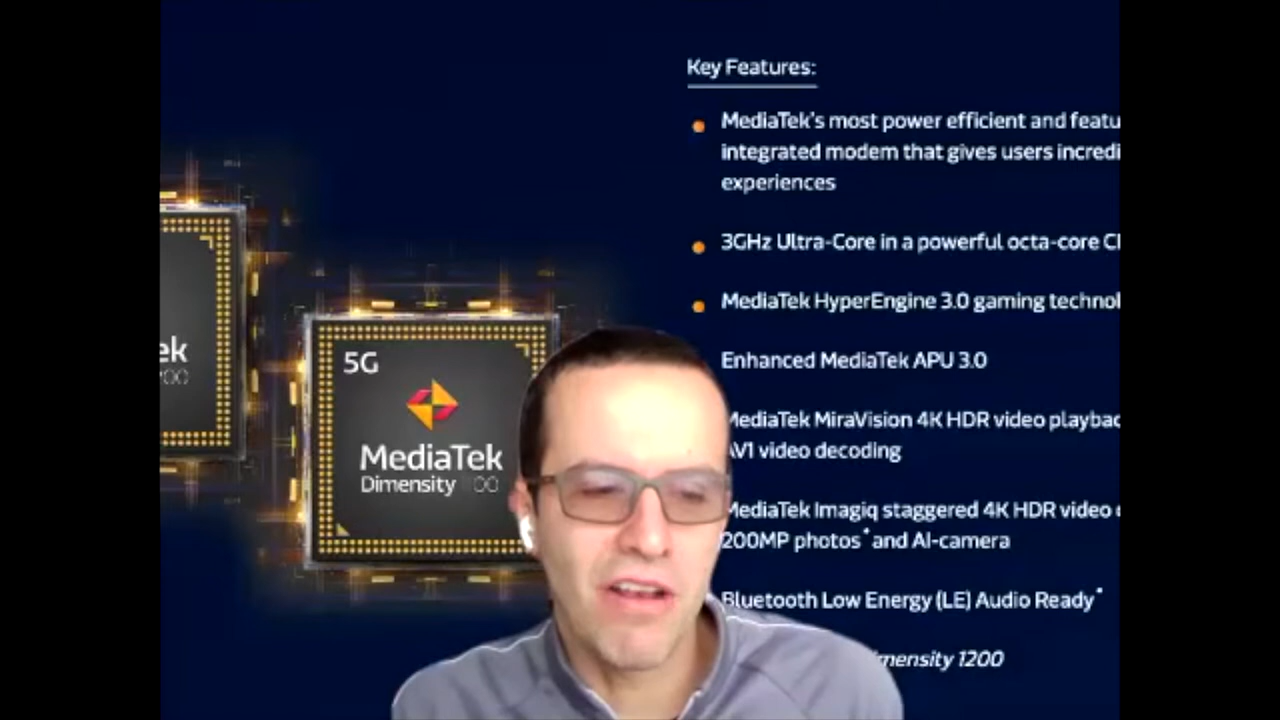 Key Features:
MediaTek's most power efficient and featu
integrated modem that gives users incredi
experiences
3GHz Ultra-Core in a powerful octa-core C
MediaTek HyperEngine 3.0 gaming technol
Enhanced MediaTek APU 3.0
MediaTek MiraVision 4K HDR video playbac
AV1 video decoding
MediaTek Imagiq staggered 4K HDR video
200MP photos* and AI-camera
Bluetooth Low Energy (LE) Audio Ready*
mensity 1200
ek
00
5G
MediaTek
Dimensity 00